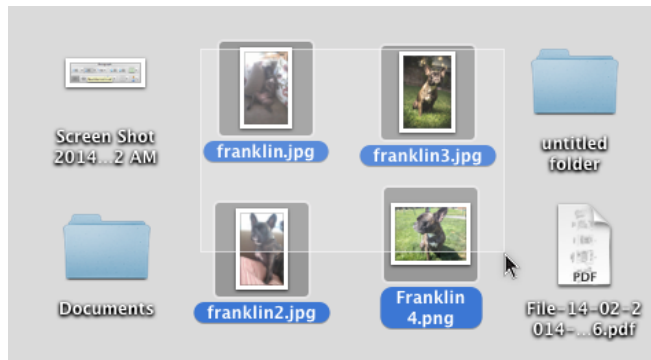 Screen Shot
2014...2 AM
franklin.jpg
franklin3.jpg
untitled
folder
Documents
franklin2.jpg
Franklin
4.png
PDF
File-14-02-2
014-...6.pdf